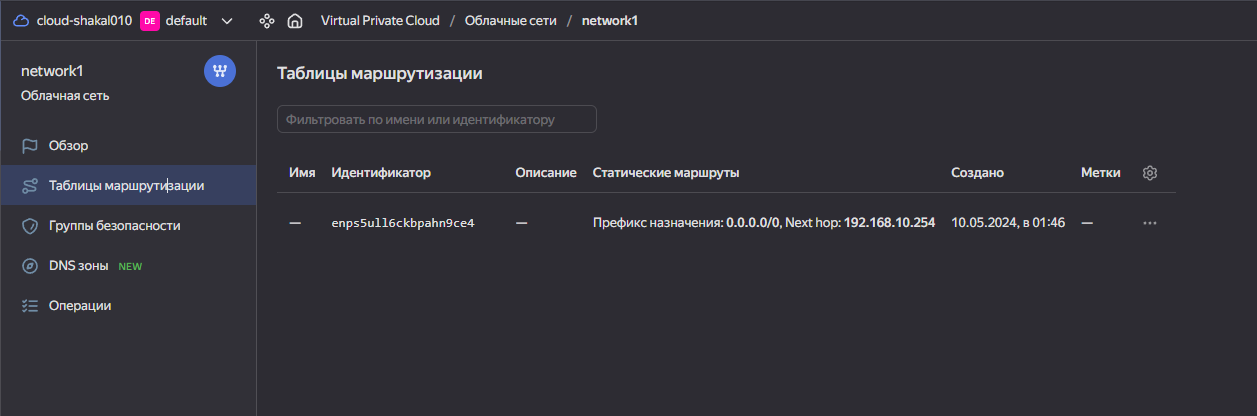 cloud-shakal010 DE default Virtual Private Cloud / Облачные сети / network1
network1
Облачная сеть
Обзор
Таблицы маршрутизации
Группы безопасности
DNS зоны NEW
Операции
Таблицы маршрутизации
Фильтровать по имени или идентификатору
Имя Идентификатор Описание Статические маршруты Создано Метки
— enps5ull6ckbpahn9ce4 — Префикс назначения: 0.0.0.0/0, Next hop: 192.168.10.254 10.05.2024, в 01:46 —